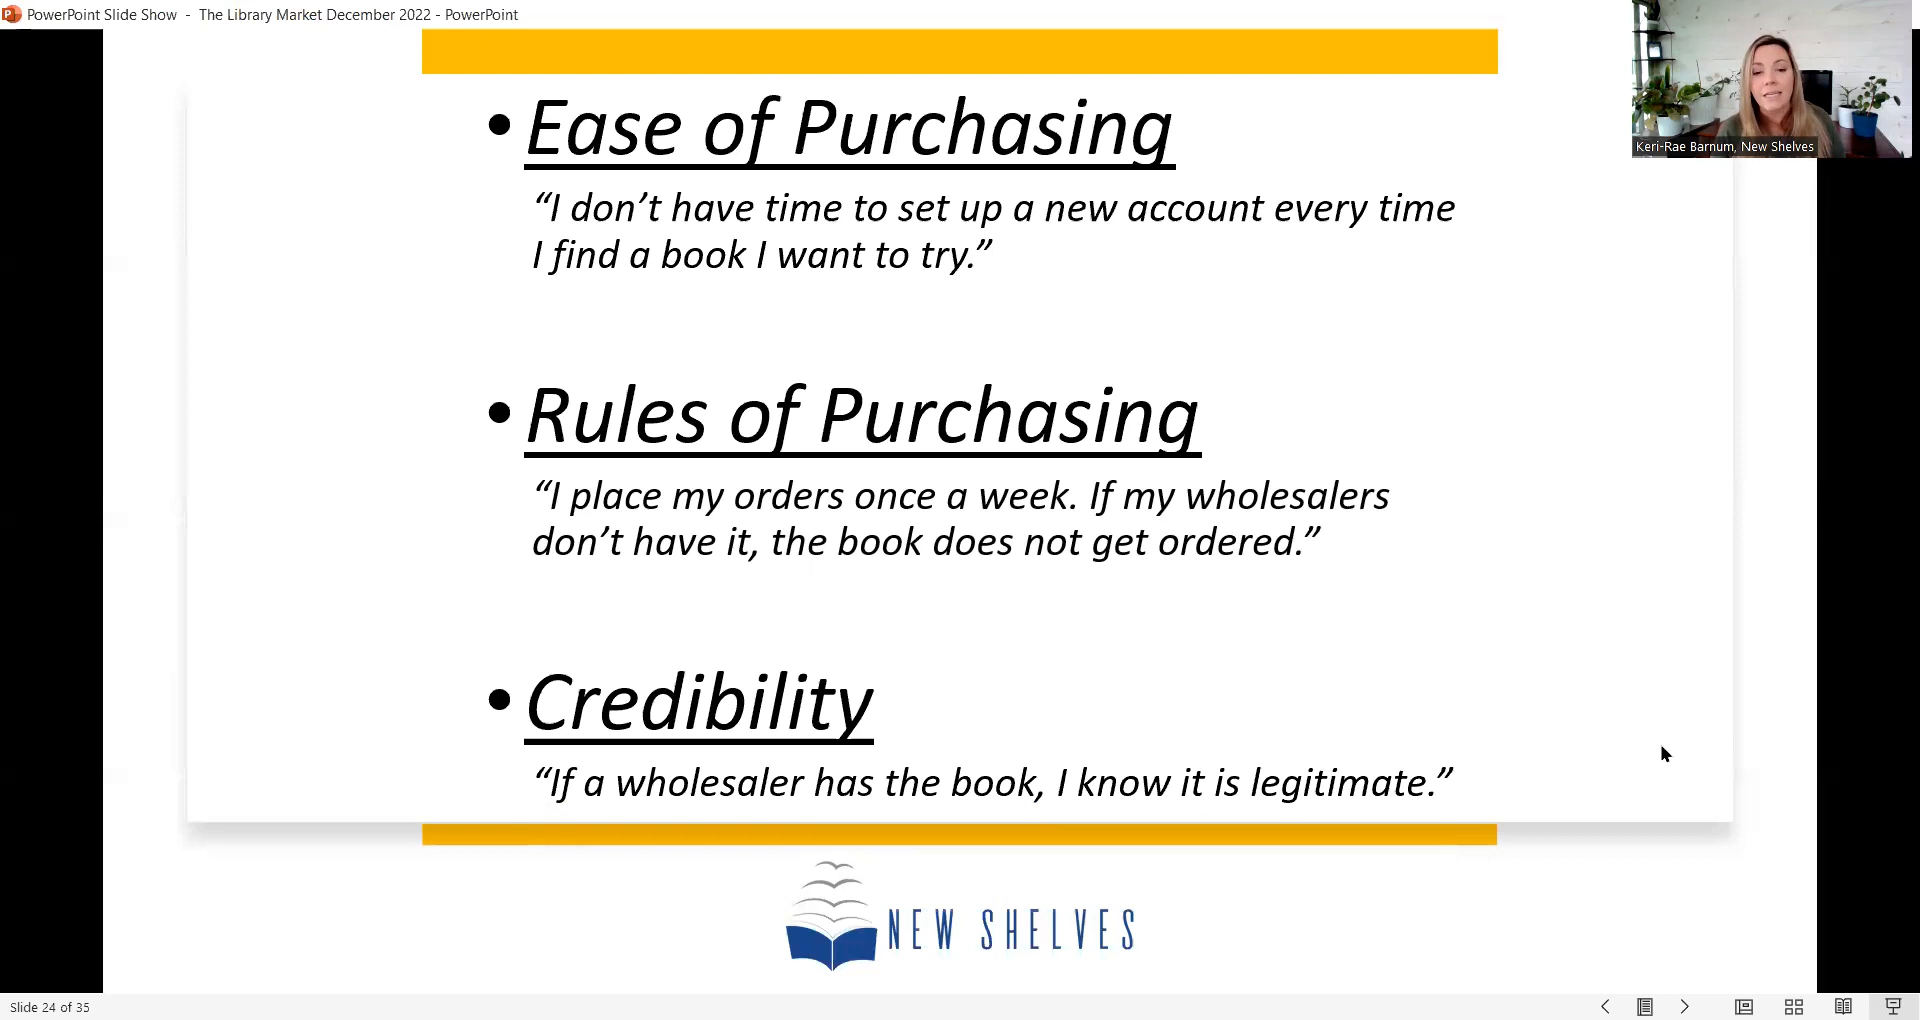 PowerPoint Slide Show - The Library Market December 2022 - PowerPoint
Keri-Rae Barnum, New Shelves
• Ease of Purchasing
“I don’t have time to set up a new account every time
I find a book I want to try.”
• Rules of Purchasing
“I place my orders once a week. If my wholesalers
don’t have it, the book does not get ordered.”
• Credibility
“If a wholesaler has the book, I know it is legitimate.”
NEW SHELVES
Slide 24 of 35